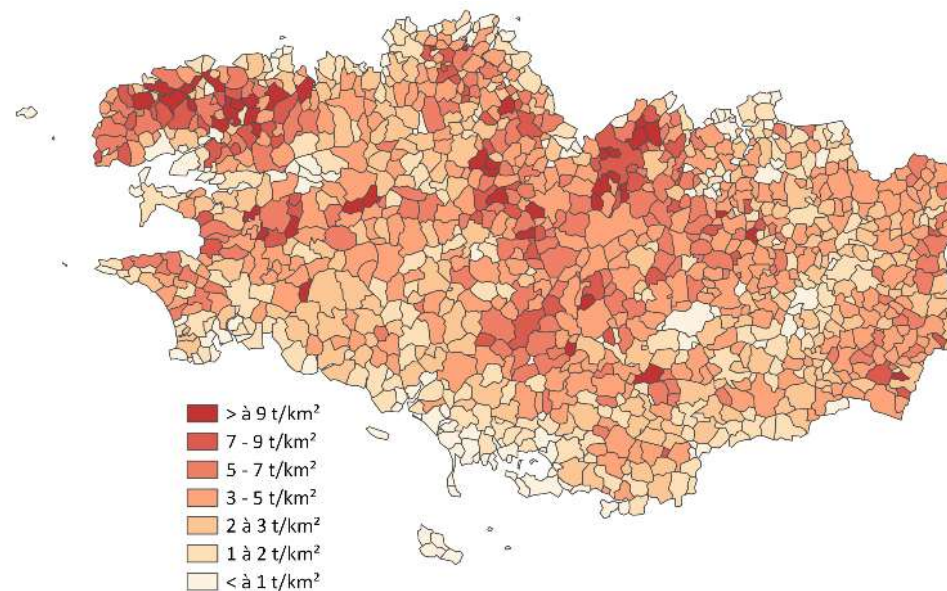 > à 9 t/km²
7 - 9 t/km²
5 - 7 t/km²
3 - 5 t/km²
2 à 3 t/km²
1 à 2 t/km²
< à 1 t/km²